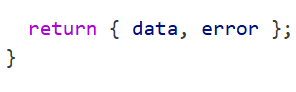 return { data, error };
}